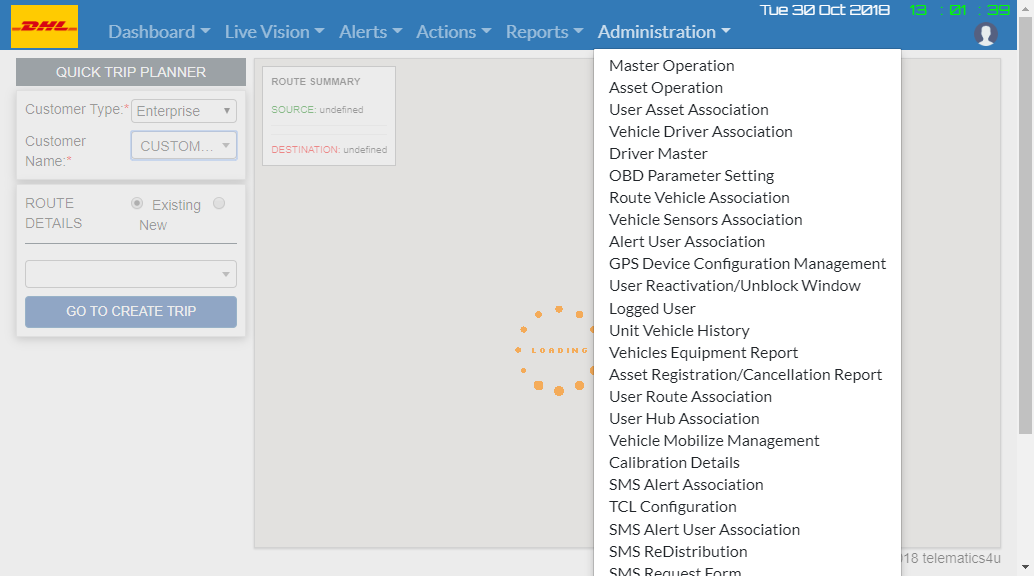 DHL
Dashboard Live Vision Alerts Actions Reports Administration
Tue 30 Oct 2018 13 : 01 : 39
QUICK TRIP PLANNER
Customer Type:* Enterprise
Customer Name:* CUSTOM...
ROUTE DETAILS Existing
New
GO TO CREATE TRIP
ROUTE SUMMARY
SOURCE: undefined
DESTINATION: undefined
LOADING
Master Operation
Asset Operation
User Asset Association
Vehicle Driver Association
Driver Master
OBD Parameter Setting
Route Vehicle Association
Vehicle Sensors Association
Alert User Association
GPS Device Configuration Management
User Reactivation/Unblock Window
Logged User
Unit Vehicle History
Vehicles Equipment Report
Asset Registration/Cancellation Report
User Route Association
User Hub Association
Vehicle Mobilize Management
Calibration Details
SMS Alert Association
TCL Configuration
SMS Alert User Association
SMS ReDistribution
SMS Request Form
18 telematics4u